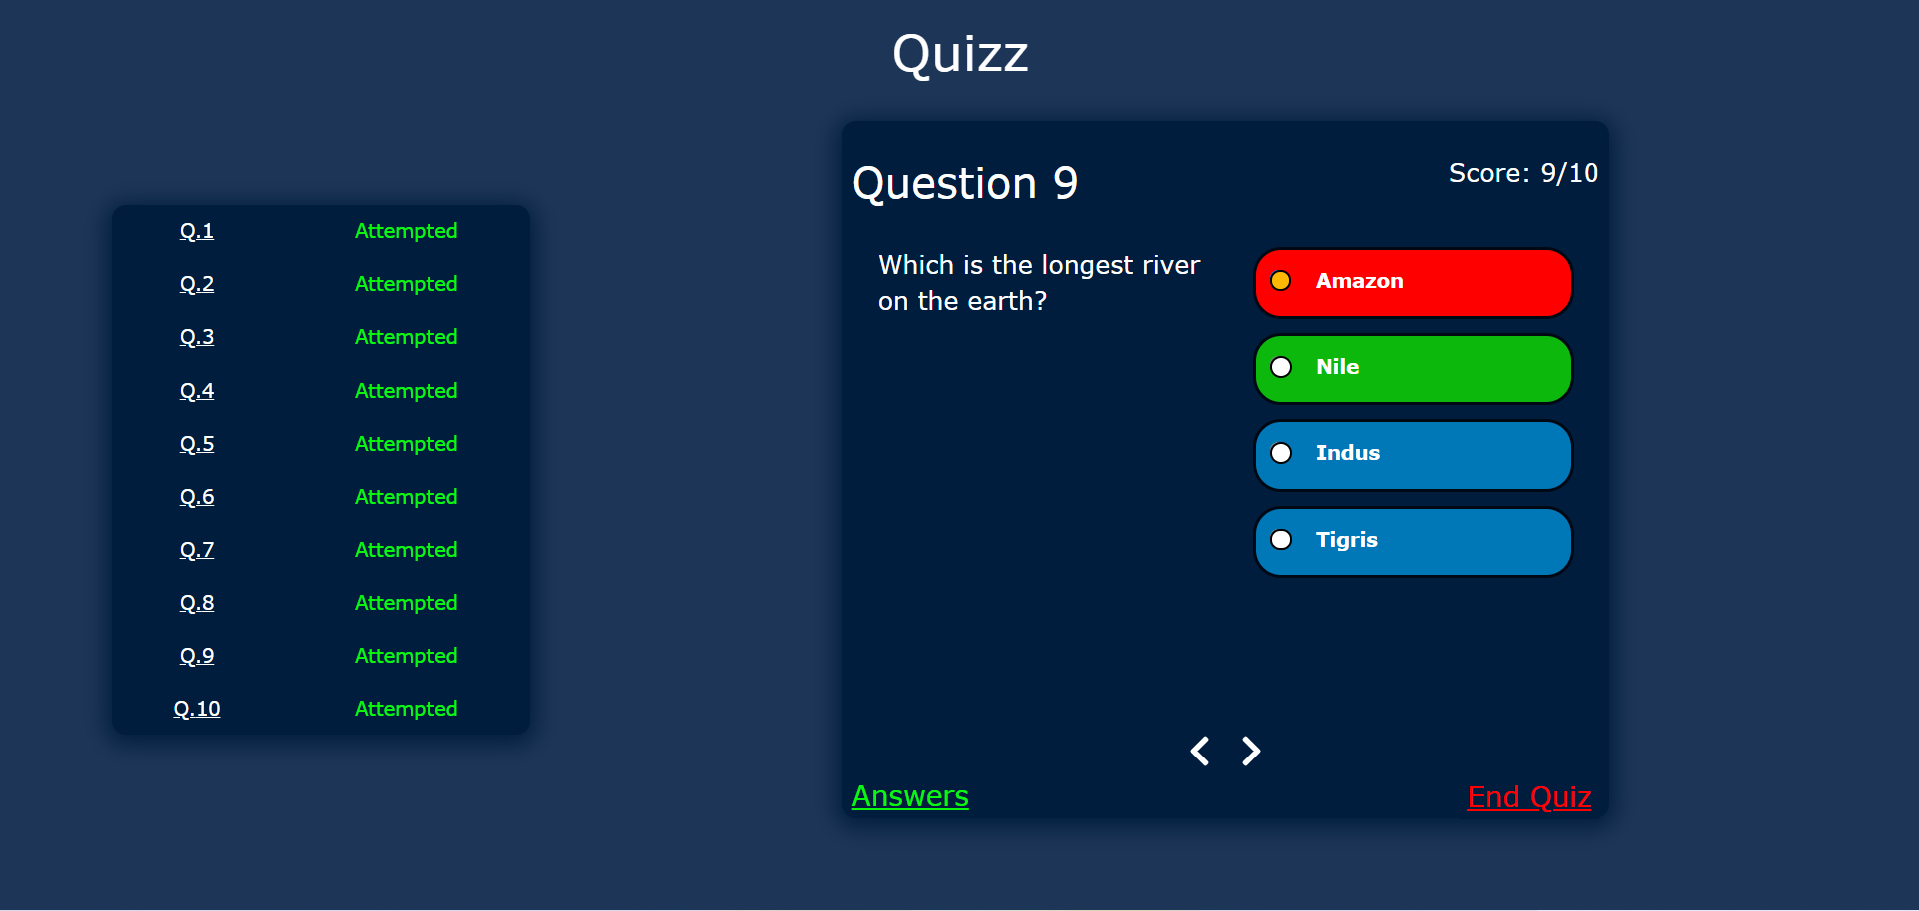 Quizz
Q.1 Attempted
Q.2 Attempted
Q.3 Attempted
Q.4 Attempted
Q.5 Attempted
Q.6 Attempted
Q.7 Attempted
Q.8 Attempted
Q.9 Attempted
Q.10 Attempted
Question 9
Score: 9/10
Which is the longest river
on the earth?
Amazon
Nile
Indus
Tigris
Answers
End Quiz